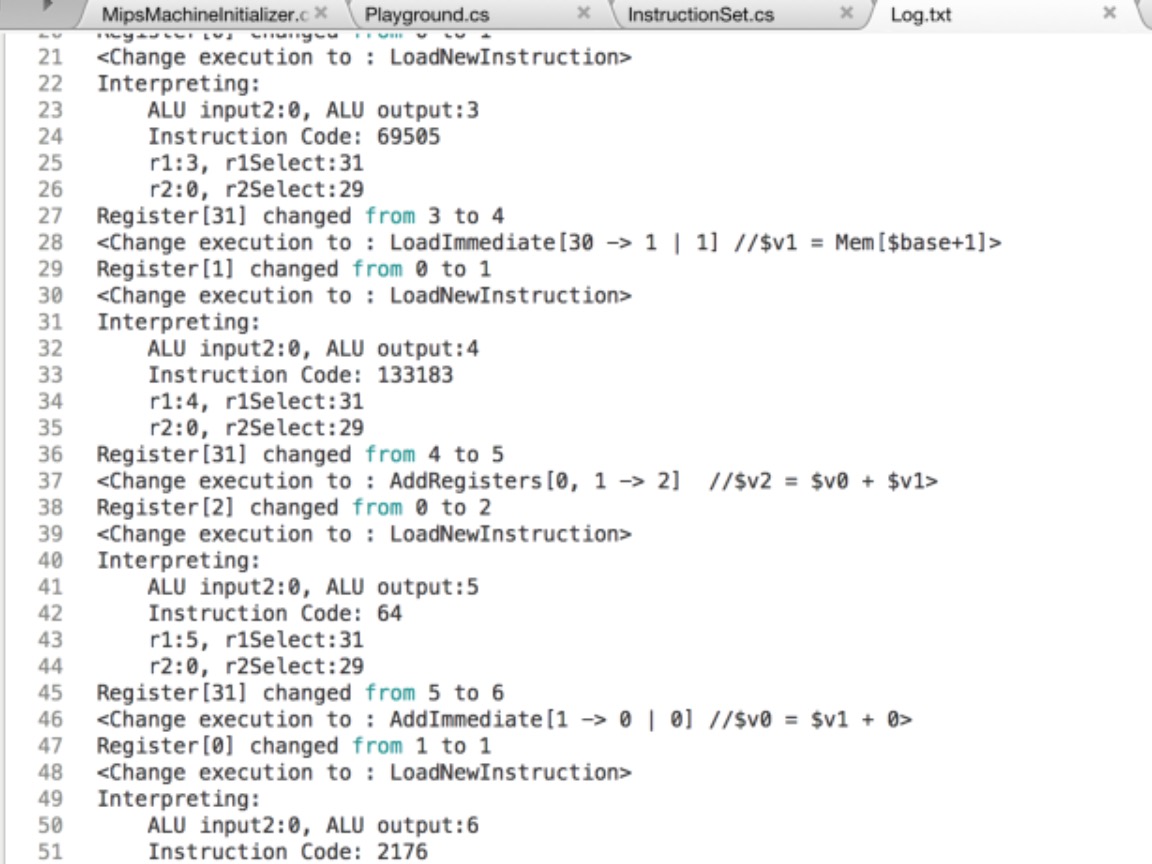 MipsMachineInitializer.c Playground.cs InstructionSet.cs Log.txt
20 Register[0] changed from 0 to 1
21 <Change execution to : LoadNewInstruction>
22 Interpreting:
23 ALU input2:0, ALU output:3
24 Instruction Code: 69505
25 r1:3, r1Select:31
26 r2:0, r2Select:29
27 Register[31] changed from 3 to 4
28 <Change execution to : LoadImmediate[30 -> 1 | 1] //$v1 = Mem[$base+1]>
29 Register[1] changed from 0 to 1
30 <Change execution to : LoadNewInstruction>
31 Interpreting:
32 ALU input2:0, ALU output:4
33 Instruction Code: 133183
34 r1:4, r1Select:31
35 r2:0, r2Select:29
36 Register[31] changed from 4 to 5
37 <Change execution to : AddRegisters[0, 1 -> 2]  //$v2 = $v0 + $v1>
38 Register[2] changed from 0 to 2
39 <Change execution to : LoadNewInstruction>
40 Interpreting:
41 ALU input2:0, ALU output:5
42 Instruction Code: 64
43 r1:5, r1Select:31
44 r2:0, r2Select:29
45 Register[31] changed from 5 to 6
46 <Change execution to : AddImmediate[1 -> 0 | 0] //$v0 = $v1 + 0>
47 Register[0] changed from 1 to 1
48 <Change execution to : LoadNewInstruction>
49 Interpreting:
50 ALU input2:0, ALU output:6
51 Instruction Code: 2176